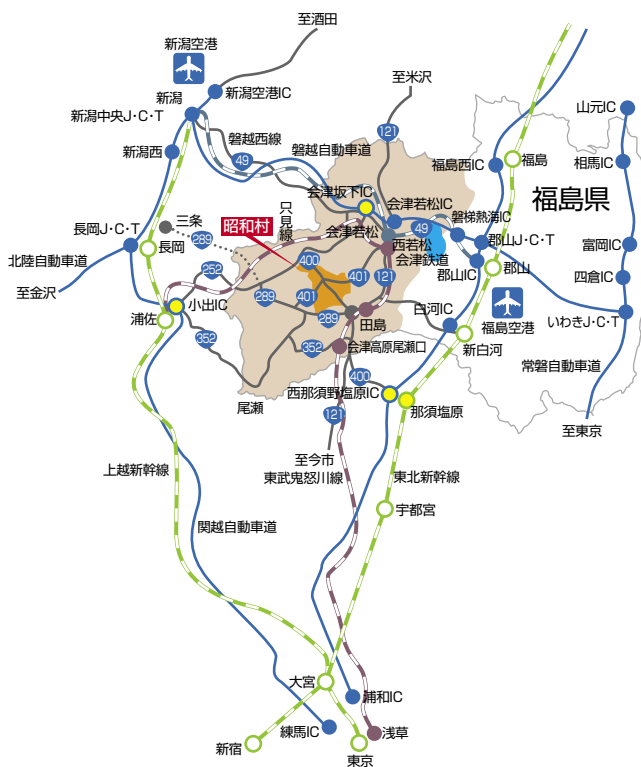 至酒田
新潟空港
新潟空港IC
新潟
新潟中央J・C・T
磐越西線
49
磐越自動車道
新潟西
至米沢
121
山元IC
相馬IC
福島西IC
福島
福島県
会津坂下IC
会津若松IC
49
磐梯熱海IC
会津若松
西若松
会津鉄道
郡山J・C・T
郡山IC
郡山
富岡IC
四倉IC
いわきJ・C・T
福島空港
常磐自動車道
至東京
三条
289
只見線
昭和村
長岡J・C・T
長岡
北陸自動車道
至金沢
252
400
401
121
289
401
289
田島
白河IC
新白河
小出IC
浦佐
352
352
会津高原尾瀬口
400
尾瀬
西那須野塩原IC
那須塩原
121
至今市
東武鬼怒川線
上越新幹線
東北新幹線
関越自動車道
宇都宮
大宮
浦和IC
練馬IC
浅草
新宿
東京